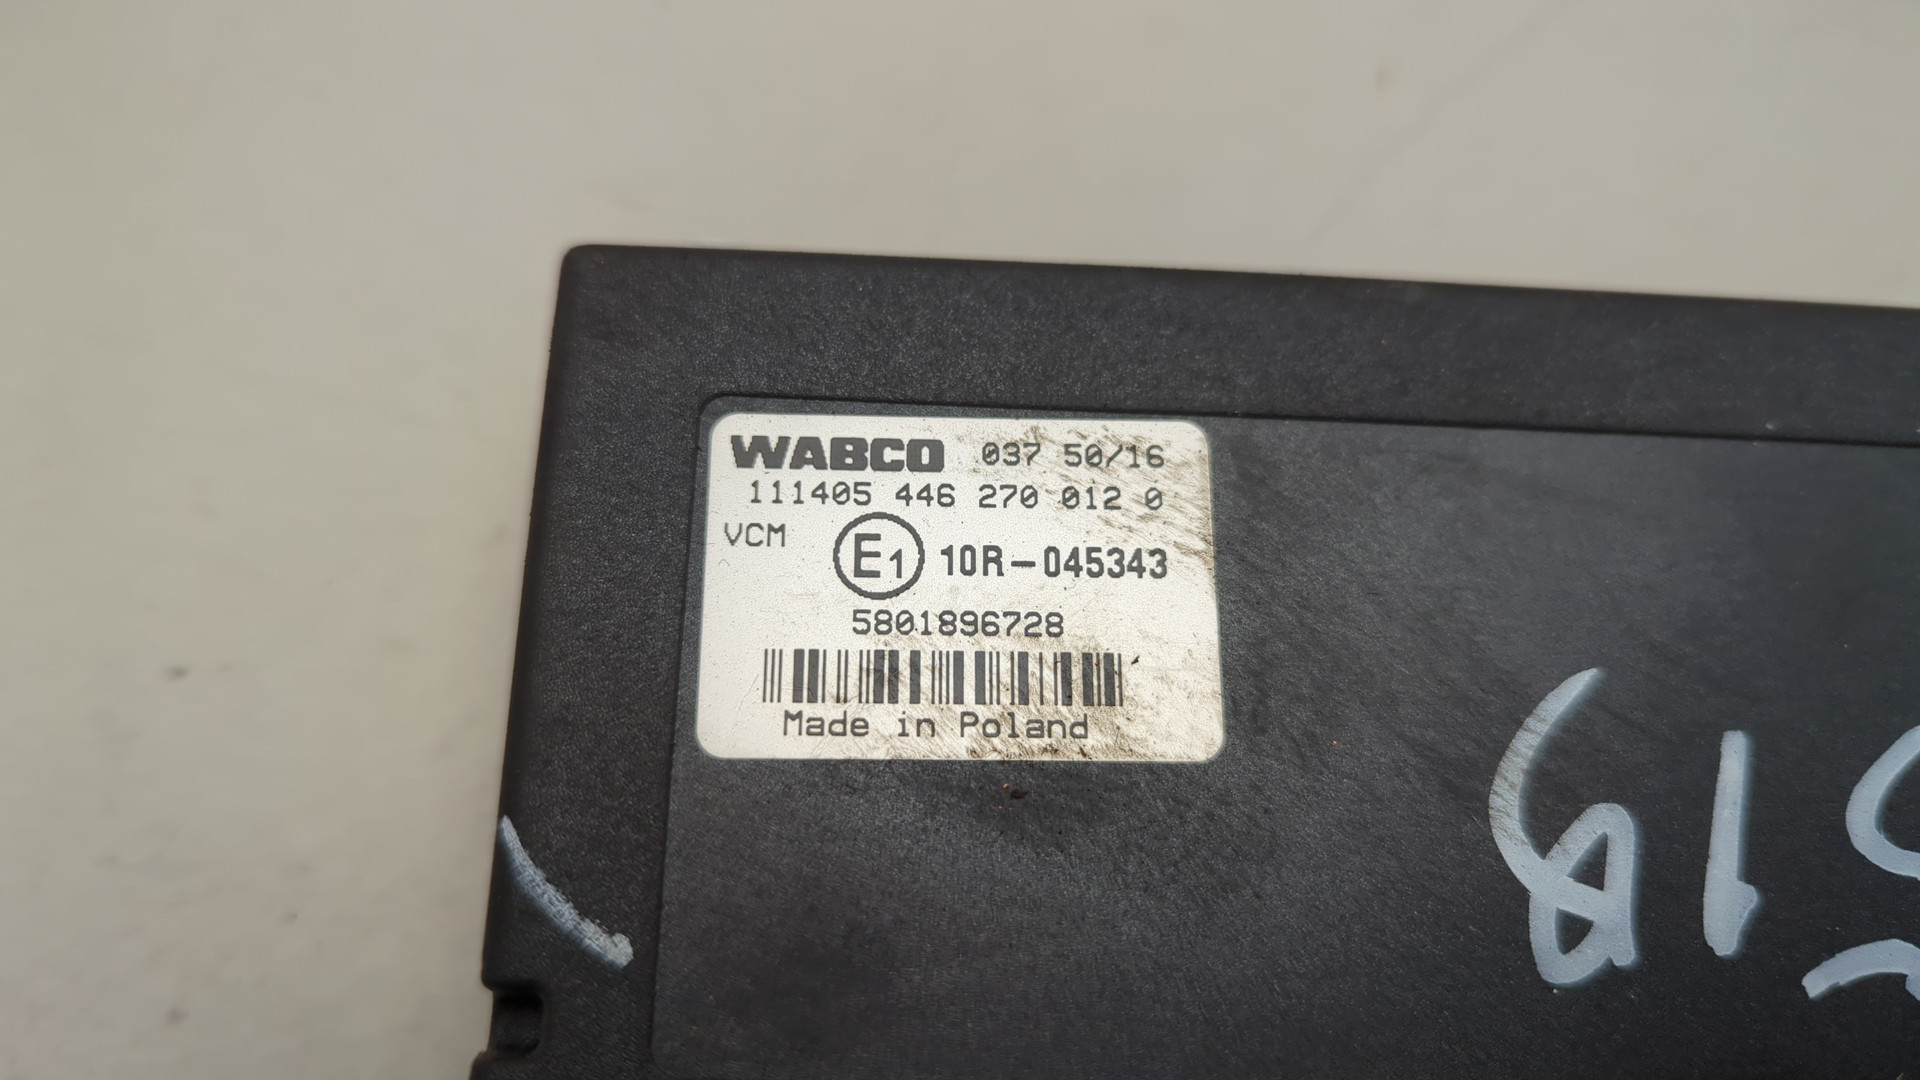 WABCO 037 50/16
111405 446 270 012 0
VCM E1 10R-045343
5801896728
Made in Poland